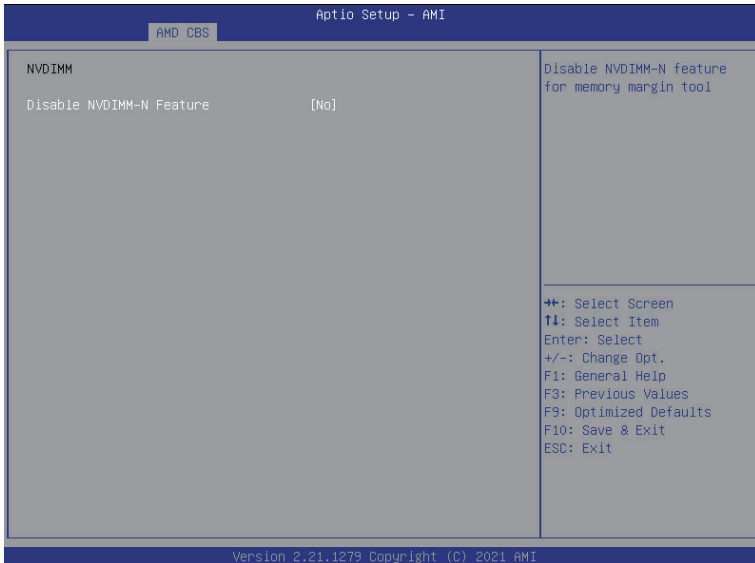 Aptio Setup – AMI
AMD CBS
NVDIMM
Disable NVDIMM-N Feature [No]
Disable NVDIMM-N feature
for memory margin tool
→←: Select Screen
↑↓: Select Item
Enter: Select
+/-: Change Opt.
F1: General Help
F3: Previous Values
F9: Optimized Defaults
F10: Save & Exit
ESC: Exit
Version 2.21.1279 Copyright (C) 2021 AMI